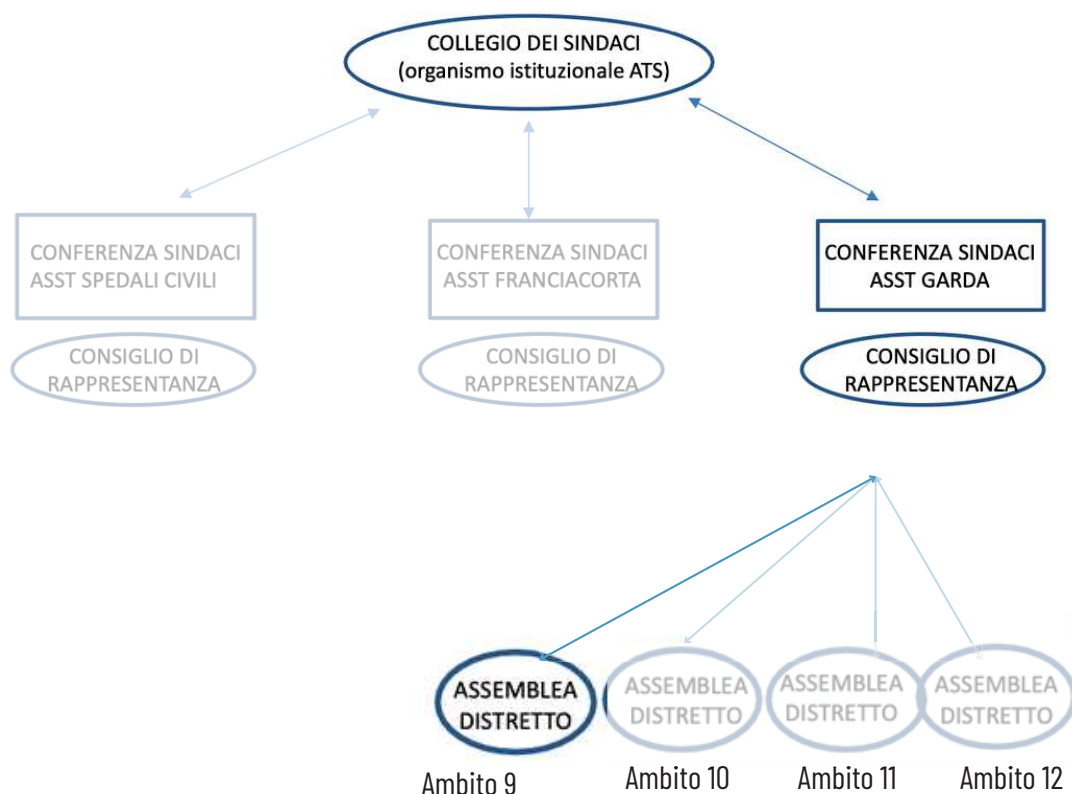 COLLEGIO DEI SINDACI
(organismo istituzionale ATS)
CONFERENZA SINDACI
ASST SPEDALI CIVILI
CONFERENZA SINDACI
ASST FRANCIACORTA
CONFERENZA SINDACI
ASST GARDA
CONSIGLIO DI
RAPPRESENTANZA
CONSIGLIO DI
RAPPRESENTANZA
CONSIGLIO DI
RAPPRESENTANZA
ASSEMBLEA
DISTRETTO
ASSEMBLEA
DISTRETTO
ASSEMBLEA
DISTRETTO
ASSEMBLEA
DISTRETTO
Ambito 9
Ambito 10
Ambito 11
Ambito 12